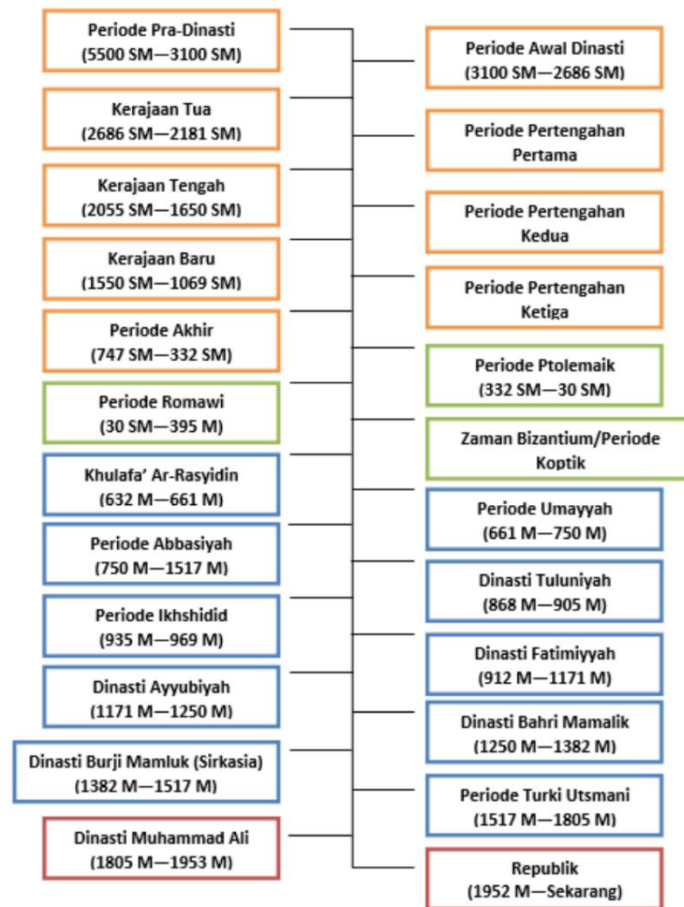 Periode Pra-Dinasti
(5500 SM—3100 SM)
Periode Awal Dinasti
(3100 SM—2686 SM)
Kerajaan Tua
(2686 SM—2181 SM)
Periode Pertengahan
Pertama
Kerajaan Tengah
(2055 SM—1650 SM)
Periode Pertengahan
Kedua
Kerajaan Baru
(1550 SM—1069 SM)
Periode Pertengahan
Ketiga
Periode Akhir
(747 SM—332 SM)
Periode Ptolemaik
(332 SM—30 SM)
Periode Romawi
(30 SM—395 M)
Zaman Bizantium/Periode
Koptik
Khulafa’ Ar-Rasyidin
(632 M—661 M)
Periode Umayyah
(661 M—750 M)
Periode Abbasiyah
(750 M—1517 M)
Dinasti Tuluniyah
(868 M—905 M)
Periode Ikhshidid
(935 M—969 M)
Dinasti Fatimiyyah
(912 M—1171 M)
Dinasti Ayyubiyah
(1171 M—1250 M)
Dinasti Bahri Mamalik
(1250 M—1382 M)
Dinasti Burji Mamluk (Sirkasia)
(1382 M—1517 M)
Periode Turki Utsmani
(1517 M—1805 M)
Dinasti Muhammad Ali
(1805 M—1953 M)
Republik
(1952 M—Sekarang)